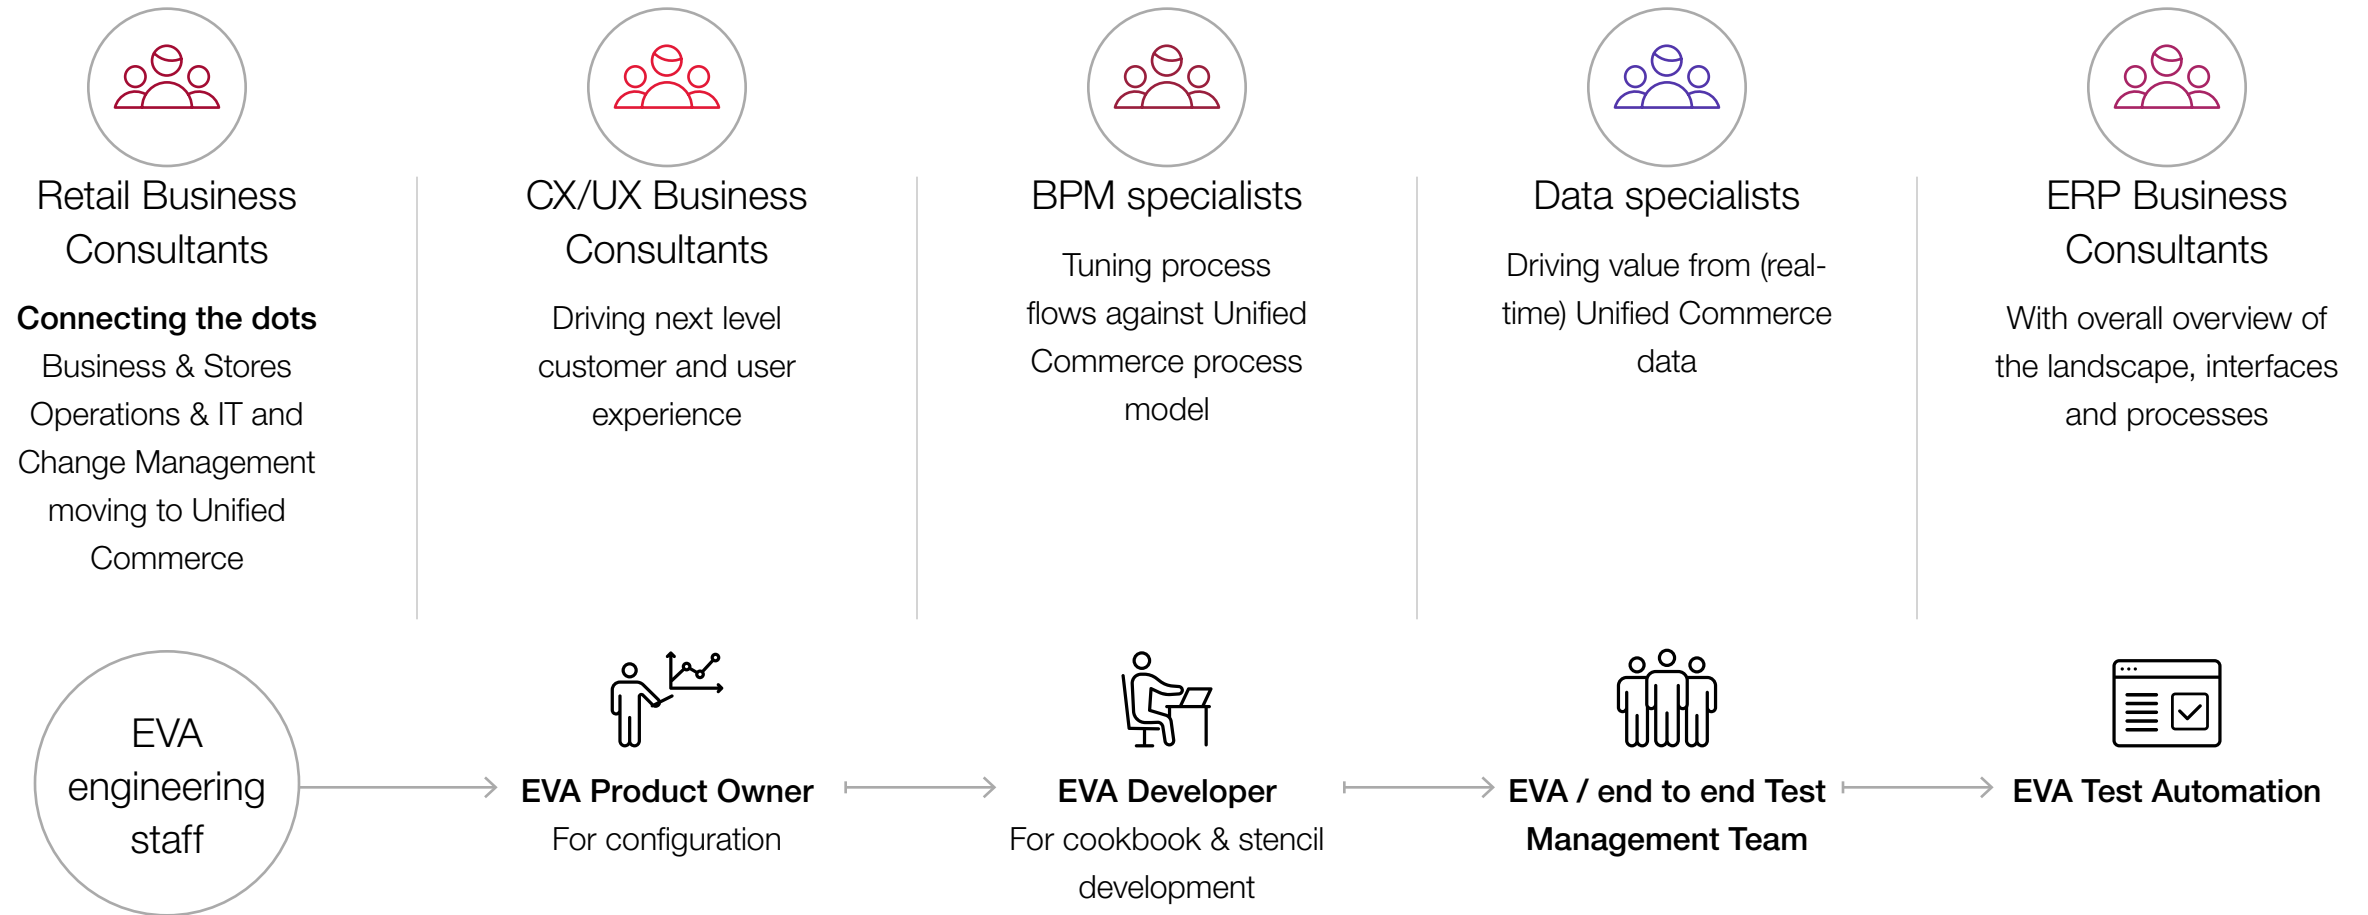 Retail Business
Consultants
Connecting the dots
Business & Stores
Operations & IT and
Change Management
moving to Unified
Commerce
CX/UX Business
Consultants
Driving next level
customer and user
experience
BPM specialists
Tuning process
flows against Unified
Commerce process
model
Data specialists
Driving value from (real-
time) Unified Commerce
data
ERP Business
Consultants
With overall overview of
the landscape, interfaces
and processes
EVA
engineering
staff
EVA Product Owner
For configuration
EVA Developer
For cookbook & stencil
development
EVA / end to end Test
Management Team
EVA Test Automation